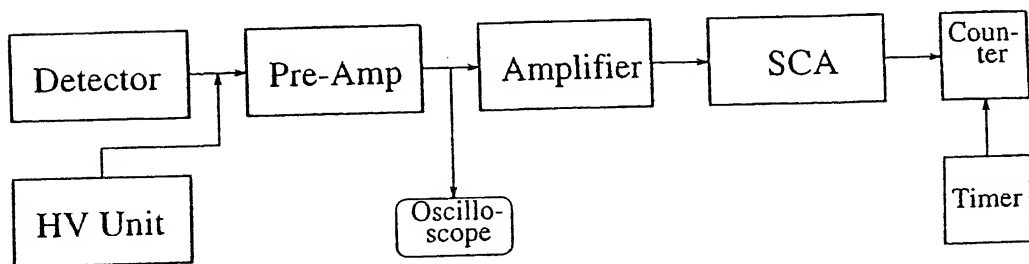 Detector
Pre-Amp
Amplifier
SCA
Coun-
ter
HV Unit
Oscillo-
scope
Timer